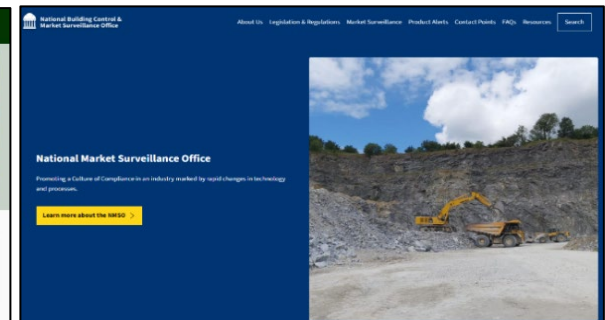 National Building Control &
Market Surveillance Office
About Us Legislation & Regulations Market Surveillance Product Alerts Contact Points FAQs Resources Search
National Market Surveillance Office
Promoting a Culture of Compliance in an industry marked by rapid changes in technology
and processes.
Learn more about the NMSO >